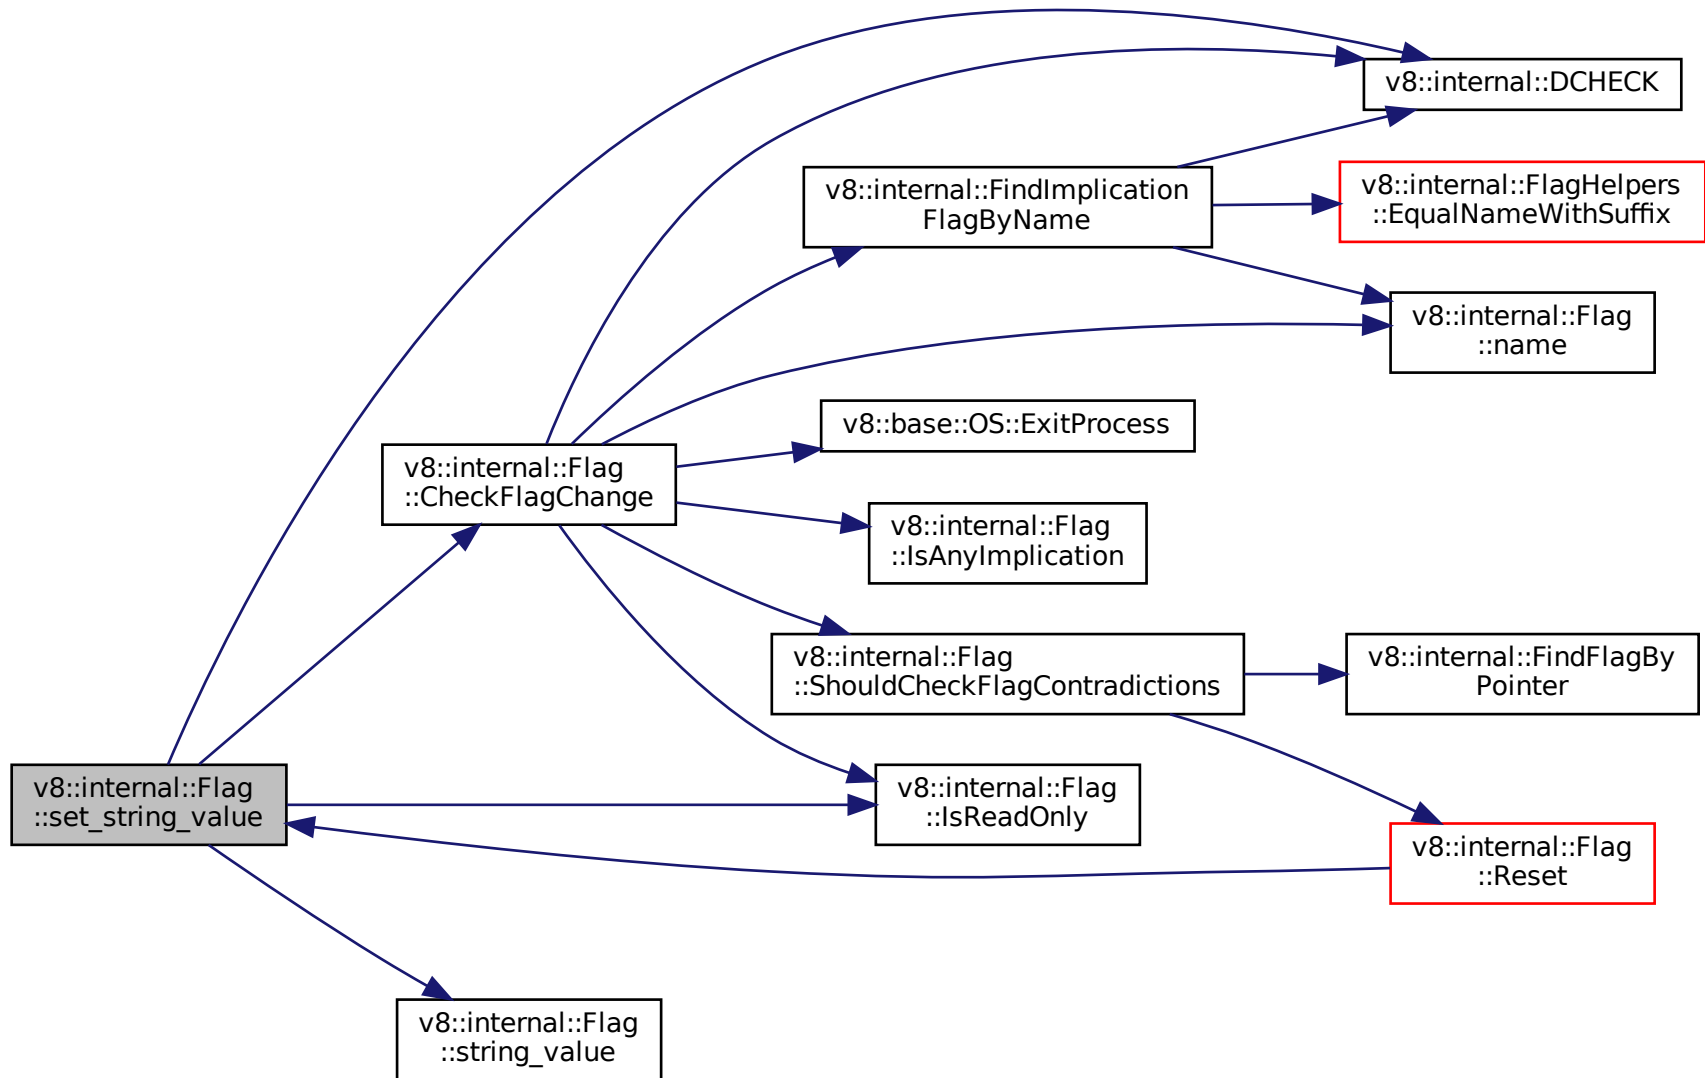 v8::internal::DCHECK
v8::internal::FindImplication
FlagByName
v8::internal::FlagHelpers
::EqualNameWithSuffix
v8::internal::Flag
::name
v8::base::OS::ExitProcess
v8::internal::Flag
::CheckFlagChange
v8::internal::Flag
::IsAnyImplication
v8::internal::Flag
::ShouldCheckFlagContradictions
v8::internal::FindFlagBy
Pointer
v8::internal::Flag
::set_string_value
v8::internal::Flag
::IsReadOnly
v8::internal::Flag
::Reset
v8::internal::Flag
::string_value